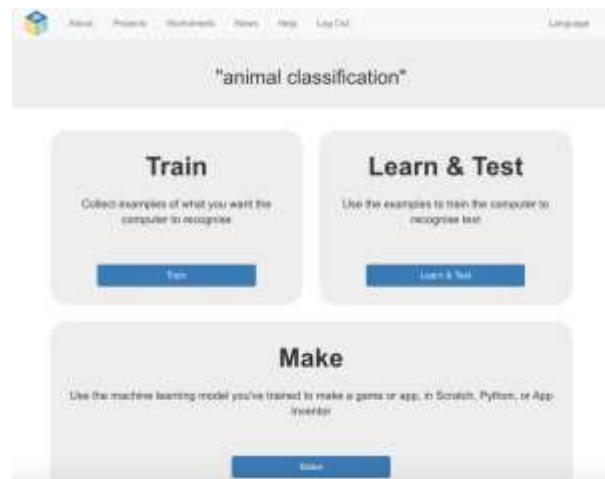 About Projects Worksheets News Help Log Out Language
"animal classification"
Train
Collect examples of what you want the
computer to recognise
Train
Learn & Test
Use the examples to train the computer to
recognise text
Learn & Test
Make
Use the machine learning model you've trained to make a game or app, in Scratch, Python, or App
Inventor
Make